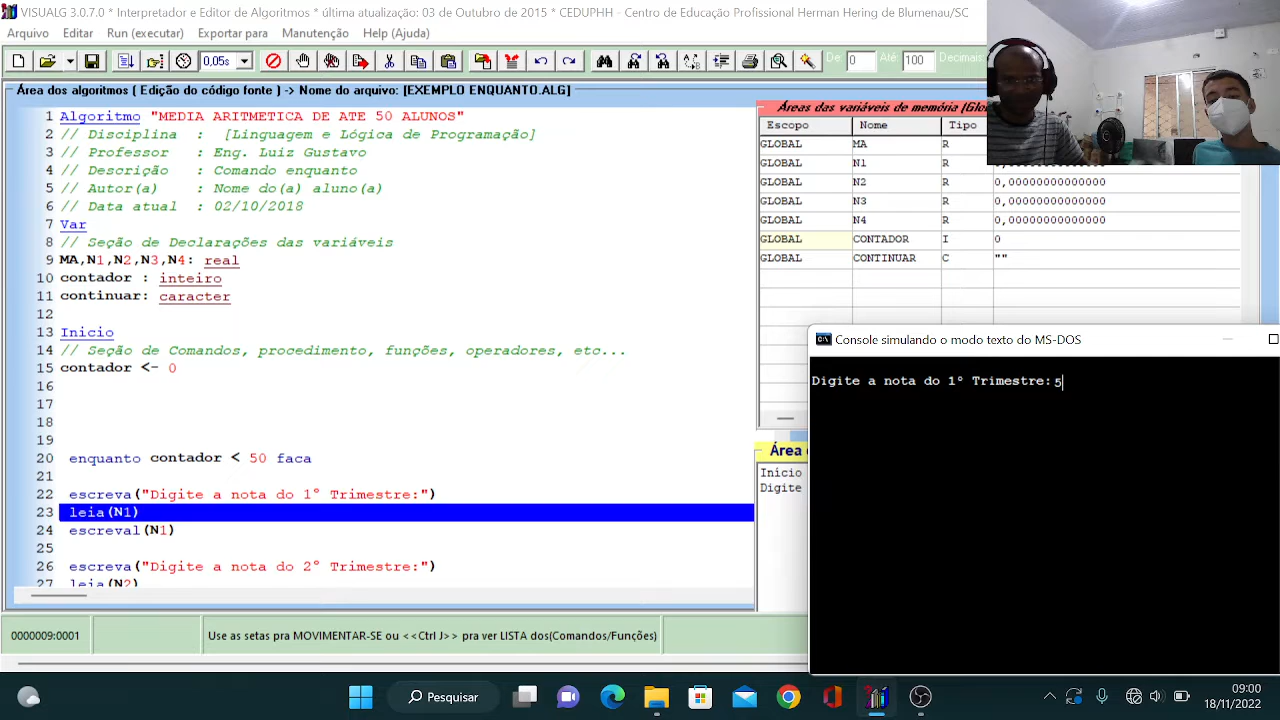 VISUALG 3.0.7.0 * Interpretador e Editor de Algoritmos * última atualização: 03 de Outubro de 2015 * CEDUPHH - Centro de Educação Profissional Herman Hering de Blumenau/SC
Arquivo Editar Run (executar) Exportar para Manutenção Help (Ajuda)
0,05s De: 0 Até: 100 Decimais:
Área dos algoritmos ( Edição do código fonte ) -> Nome do arquivo: [EXEMPLO ENQUANTO.ALG]
1 Algoritmo "MEDIA ARITMETICA DE ATE 50 ALUNOS"
2 // Disciplina : [Linguagem e Lógica de Programação]
3 // Professor : Eng. Luiz Gustavo
4 // Descrição : Comando enquanto
5 // Autor(a) : Nome do(a) aluno(a)
6 // Data atual : 02/10/2018
7 Var
8 // Seção de Declarações das variáveis
9 MA,N1,N2,N3,N4: real
10 contador : inteiro
11 continuar: caracter
12
13 Inicio
14 // Seção de Comandos, procedimento, funções, operadores, etc...
15 contador <- 0
16
17
18
19
20 enquanto contador < 50 faca
21
22 escreva("Digite a nota do 1° Trimestre:")
23 leia(N1)
24 escreval(N1)
25
26 escreva("Digite a nota do 2° Trimestre:")
27 leia(N2)
Áreas das variáveis de memória (Glo
Escopo Nome Tipo
GLOBAL MA R
GLOBAL N1 R
GLOBAL N2 R 0,00000000000000
GLOBAL N3 R 0,00000000000000
GLOBAL N4 R 0,00000000000000
GLOBAL CONTADOR I 0
GLOBAL CONTINUAR C ""
Área
Início
Digite
Console simulando o modo texto do MS-DOS
Digite a nota do 1° Trimestre:5
0000009:0001 Use as setas pra MOVIMENTAR-SE ou <<Ctrl J>> pra ver LISTA dos(Comandos/Funções)
Pesquisar
09:00
18/11/2022